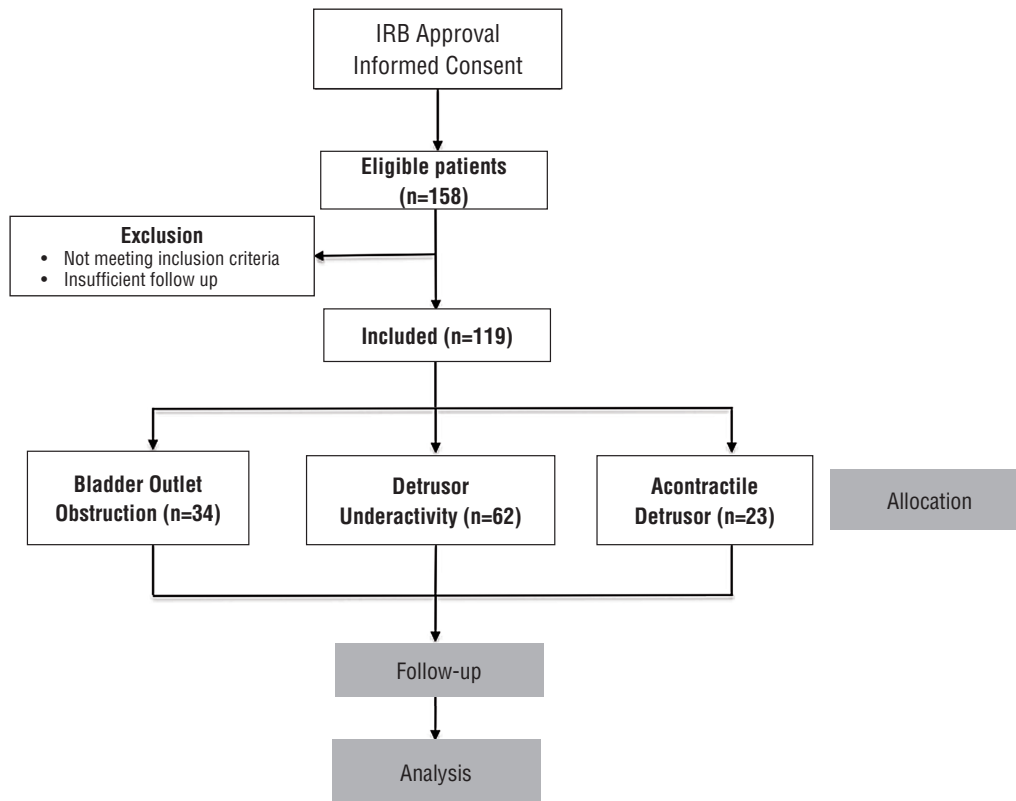 IRB Approval
Informed Consent
Eligible patients
(n=158)
Exclusion
• Not meeting inclusion criteria
• Insufficient follow up
Included (n=119)
Bladder Outlet
Obstruction (n=34)
Detrusor
Underactivity (n=62)
Acontractile
Detrusor (n=23)
Allocation
Follow-up
Analysis